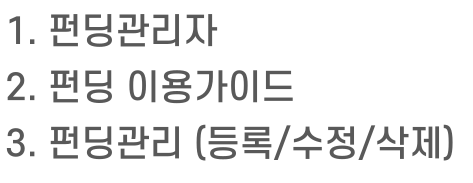 1. 펀딩관리자
2. 펀딩 이용가이드
3. 펀딩관리 (등록/수정/삭제)